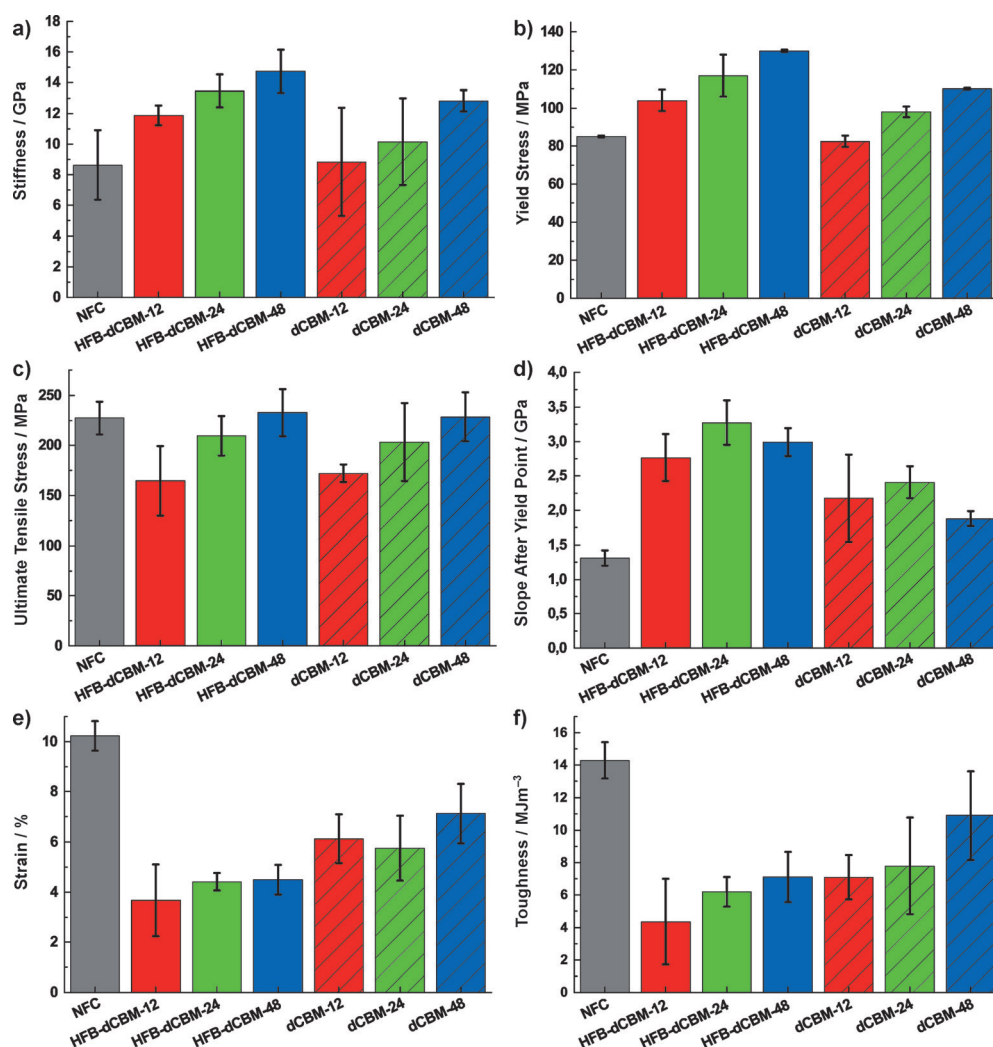 a)
Stiffness / GPa
18
16
14
12
10
8
6
4
2
0
NFC
HFB-dCBM-12
HFB-dCBM-24
HFB-dCBM-48
dCBM-12
dCBM-24
dCBM-48
b)
Yield Stress / MPa
140
120
100
80
60
40
20
0
NFC
HFB-dCBM-12
HFB-dCBM-24
HFB-dCBM-48
dCBM-12
dCBM-24
dCBM-48
c)
Ultimate Tensile Stress / MPa
250
200
150
100
50
0
NFC
HFB-dCBM-12
HFB-dCBM-24
HFB-dCBM-48
dCBM-12
dCBM-24
dCBM-48
d)
Slope After Yield Point / GPa
4,0
3,5
3,0
2,5
2,0
1,5
1,0
0,5
0,0
NFC
HFB-dCBM-12
HFB-dCBM-24
HFB-dCBM-48
dCBM-12
dCBM-24
dCBM-48
e)
Strain / %
10
8
6
4
2
0
NFC
HFB-dCBM-12
HFB-dCBM-24
HFB-dCBM-48
dCBM-12
dCBM-24
dCBM-48
f)
Toughness / MJm⁻³
16
14
12
10
8
6
4
2
0
NFC
HFB-dCBM-12
HFB-dCBM-24
HFB-dCBM-48
dCBM-12
dCBM-24
dCBM-48